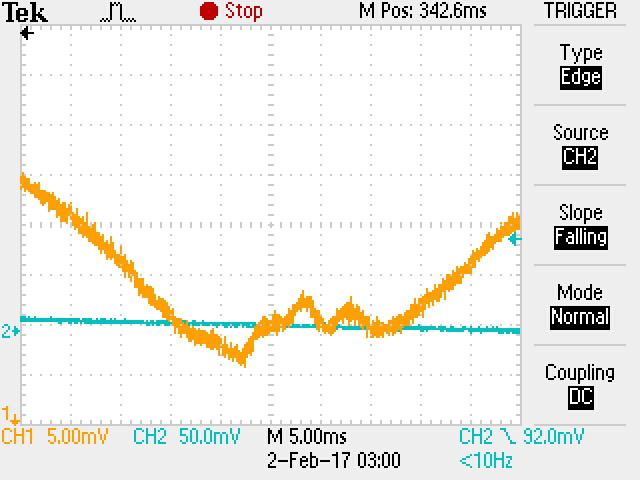 Tek Stop M Pos: 342.6ms TRIGGER
Type
Edge
Source
CH2
Slope
Falling
Mode
Normal
Coupling
DC
2
1
CH1 5.00mV CH2 50.0mV M 5.00ms CH2 92.0mV
2-Feb-17 03:00 <10Hz